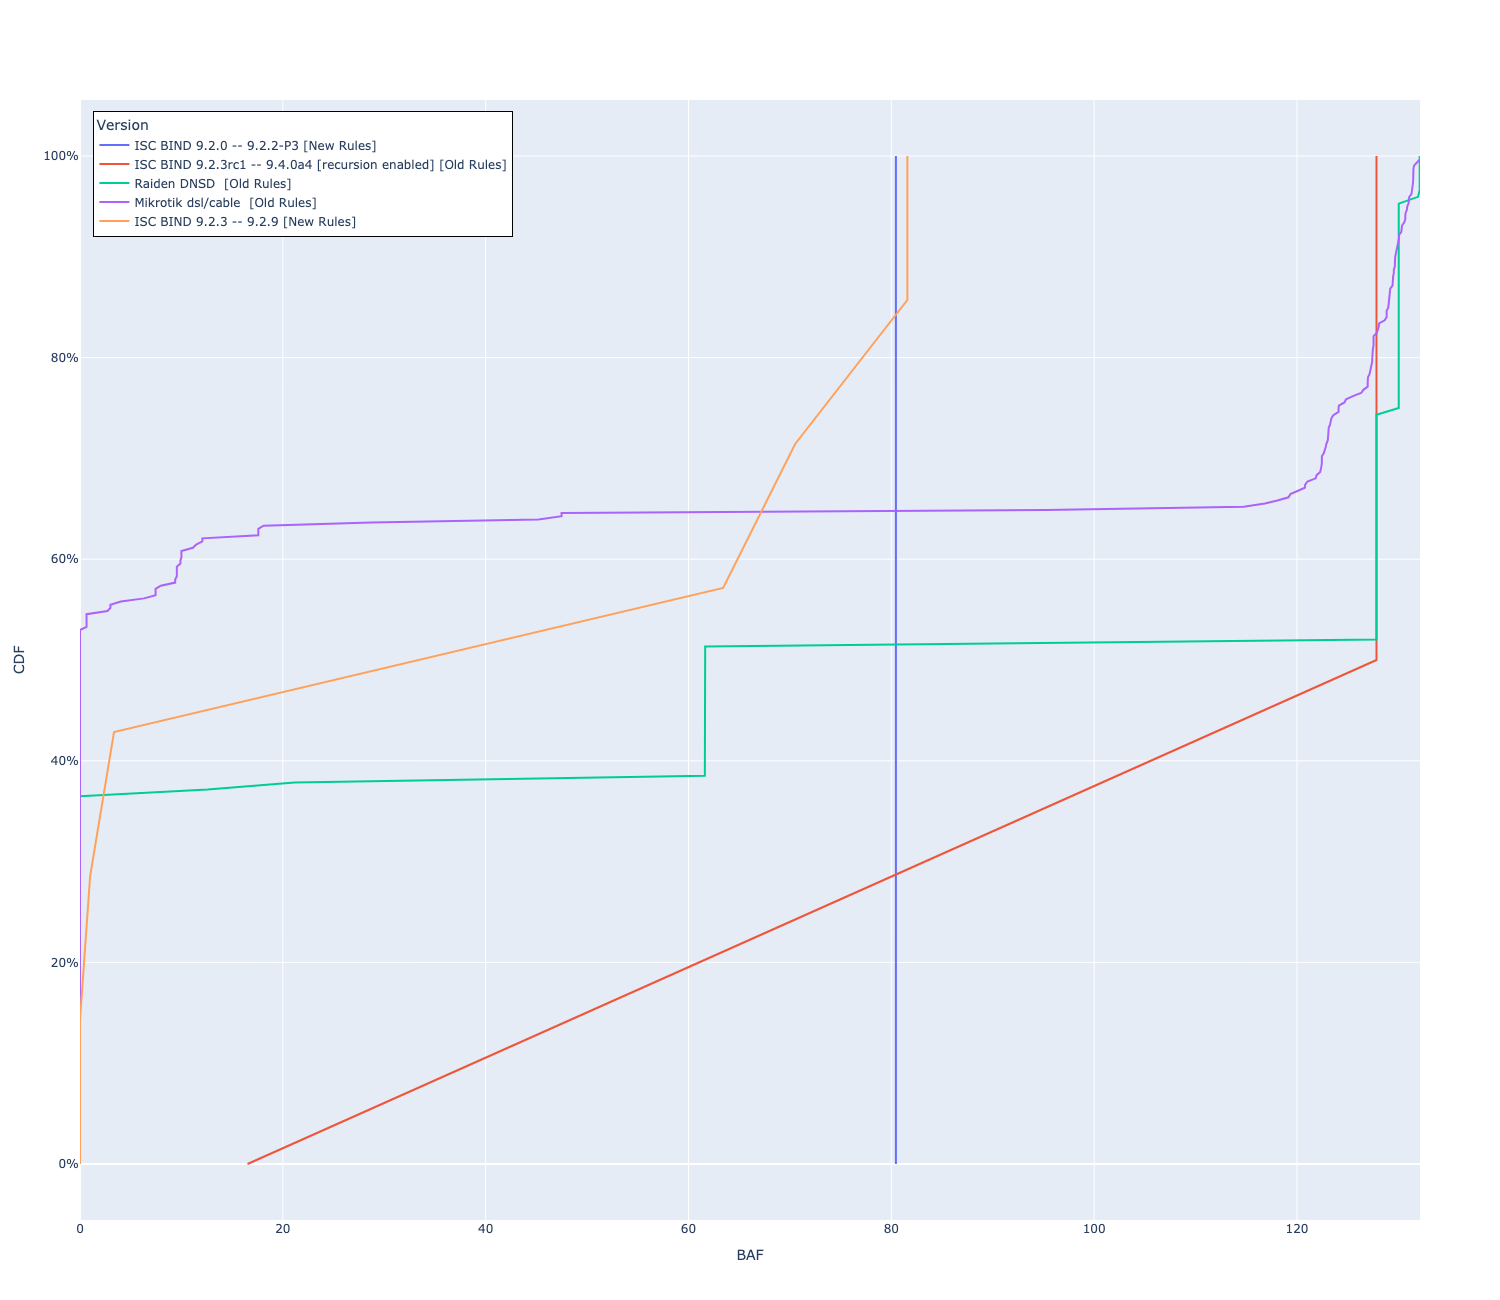 Version
ISC BIND 9.2.0 -- 9.2.2-P3 [New Rules]
ISC BIND 9.2.3rc1 -- 9.4.0a4 [recursion enabled] [Old Rules]
Raiden DNSD  [Old Rules]
Mikrotik dsl/cable  [Old Rules]
ISC BIND 9.2.3 -- 9.2.9 [New Rules]
100%
80%
60%
40%
20%
0%
CDF
0 20 40 60 80 100 120
BAF